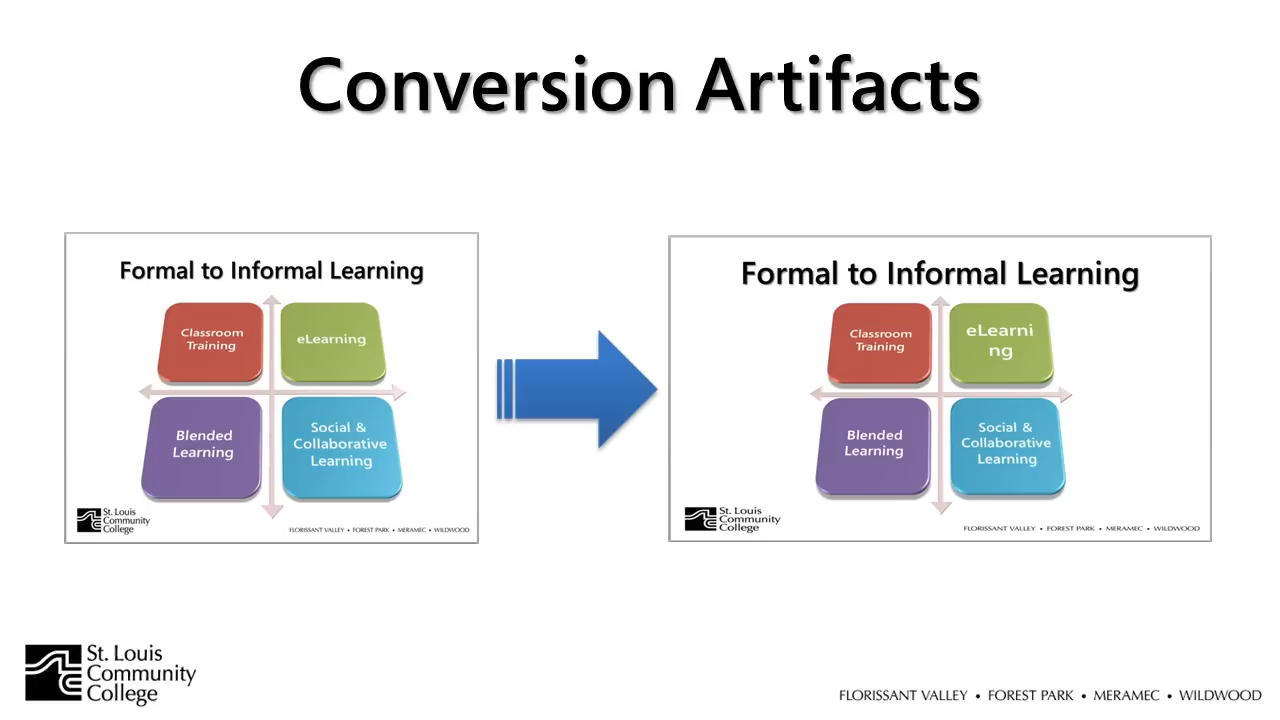 Conversion Artifacts
Formal to Informal Learning
Classroom
Training
eLearning
Blended
Learning
Social &
Collaborative
Learning
St. Louis
Community
College
FLORISSANT VALLEY • FOREST PARK • MERAMEC • WILDWOOD
Formal to Informal Learning
Classroom
Training
eLearni
ng
Blended
Learning
Social &
Collaborative
Learning
St. Louis
Community
College
FLORISSANT VALLEY • FOREST PARK • MERAMEC • WILDWOOD
St. Louis
Community
College
FLORISSANT VALLEY • FOREST PARK • MERAMEC • WILDWOOD